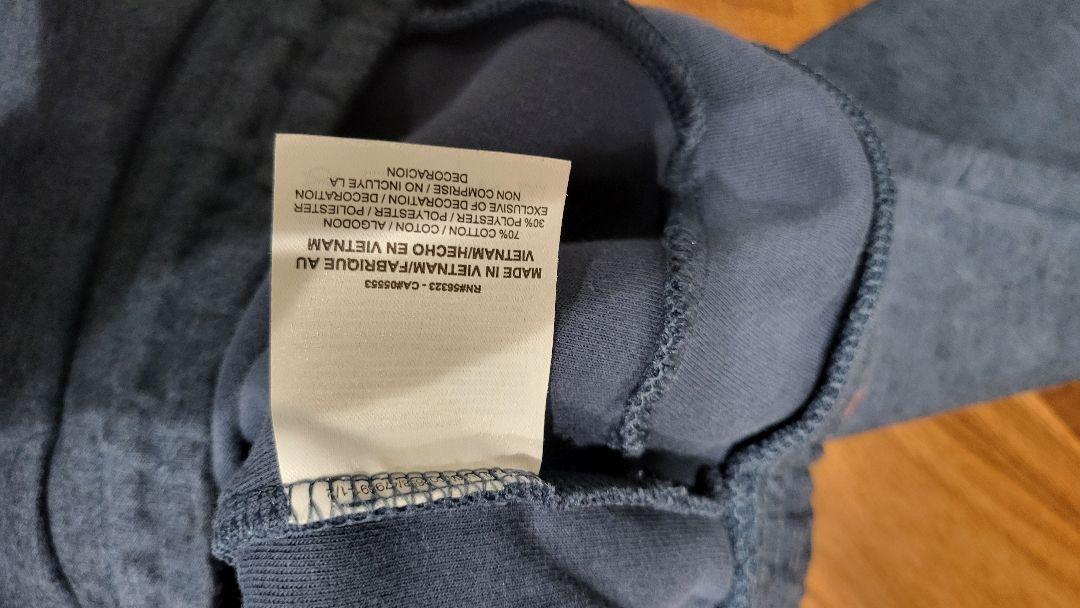 RN#56323 - CA#05553
MADE IN VIETNAM/FABRIQUE AU
VIETNAM/HECHO EN VIETNAM
70% COTTON / COTON / ALGODON
30% POLYESTER / POLYESTER / POLIESTER
EXCLUSIVE OF DECORATION / DECORATION
NON COMPRISE / NO INCLUYE LA
DECORACION